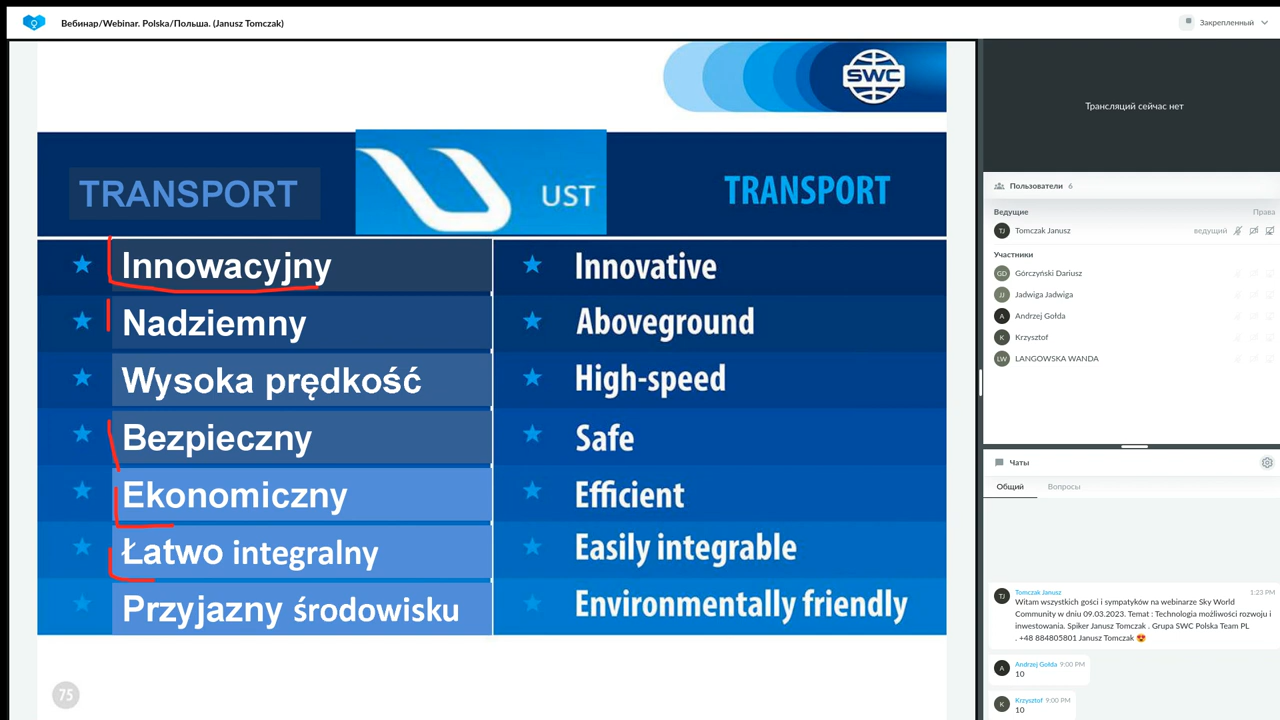 Вебинар/Webinar. Polska/Польша. (Janusz Tomczak)
Закрепленный
SWC
TRANSPORT
UST
TRANSPORT
Innowacyjny
Innovative
Nadziemny
Aboveground
Wysoka prędkość
High-speed
Bezpieczny
Safe
Ekonomiczny
Efficient
Łatwo integralny
Easily integrable
Przyjazny środowisku
Environmentally friendly
75
Трансляций сейчас нет
Пользователи 6
Ведущие Права
TJ Tomczak Janusz ведущий
Участники
GD Górczyński Dariusz
JJ Jadwiga Jadwiga
A Andrzej Gołda
K Krzysztof
LW LANGOWSKA WANDA
Чаты
Общий Вопросы
TJ Tomczak Janusz 1:23 PM
Witam wszystkich gości i sympatyków na webinarze Sky World
Community w dniu 09.03.2023. Temat : Technologia możliwości rozwoju i
inwestowania. Spiker Janusz Tomczak . Grupa SWC Polska Team PL
. +48 884805801 Janusz Tomczak 😍
A Andrzej Gołda 9:00 PM
10
K Krzysztof 9:00 PM
10